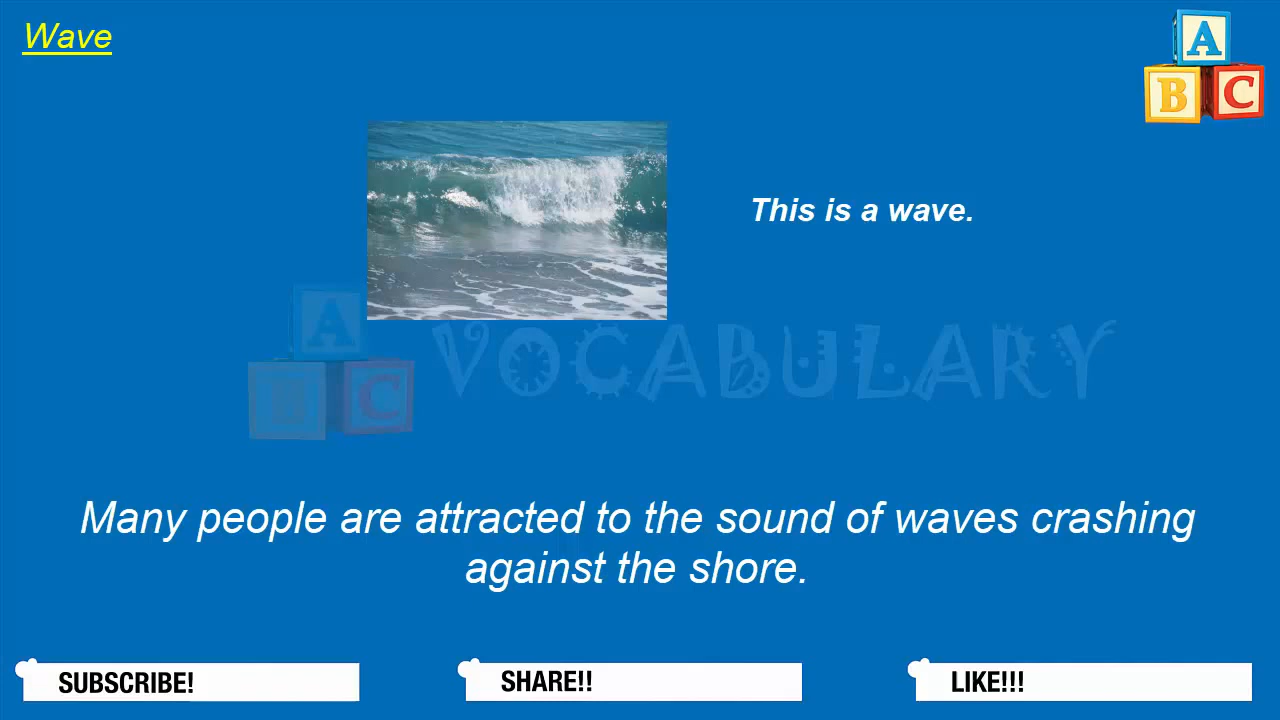 Wave
A
B C
This is a wave.
A
B C
VOCABULARY
Many people are attracted to the sound of waves crashing
against the shore.
SUBSCRIBE!
SHARE!!
LIKE!!!